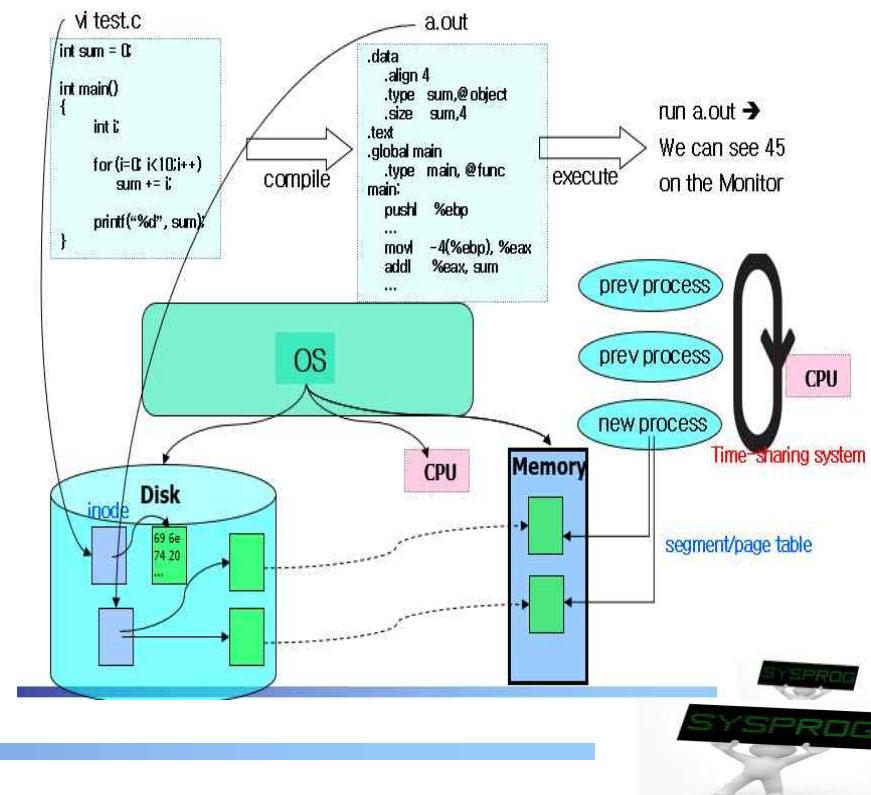 vi test.c
int sum = 0;
int main()
{
int i;
for (i=0; i<10;i++)
sum += i;
printf("%d", sum);
}
compile
a.out
.data
.align 4
.type sum,@object
.size sum,4
.text
.global main
.type main, @func
main:
pushl %ebp
...
movl -4(%ebp), %eax
addl %eax, sum
...
execute
run a.out ➔
We can see 45
on the Monitor
OS
prev process
prev process
new process
CPU
Time-sharing system
CPU
Memory
Disk
inode
69 6e
74 20
...
segment/page table
SYSPROG
SYSPROG